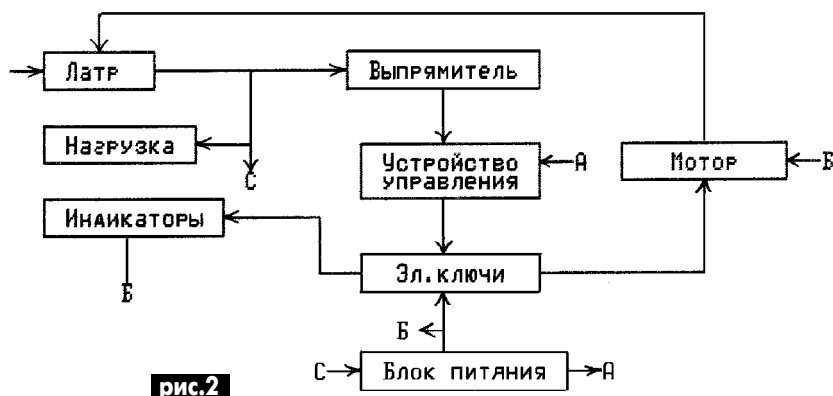 Латр
Выпрямитель
Нагрузка
С
Устройство
управления
А
Мотор
Б
Индикаторы
Б
Эл.ключи
Б
С
Блок питания
А
рис.2